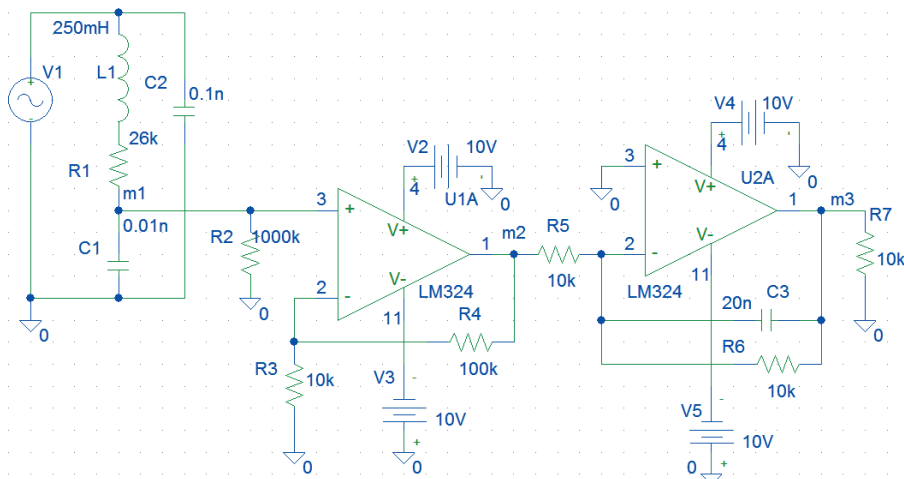 250mH
V1
+
-
L1
C2
0.1n
26k
R1
m1
0.01n
C1
0
R2
1000k
0
V2
10V
+
-
0
4
U1A
3
+
V+
1
m2
V-
2
-
LM324
11
R3
10k
0
R4
100k
V3
-
10V
+
0
R5
10k
V4
10V
+
-
0
4
U2A
3
+
0
V+
1
m3
V-
2
-
11
LM324
20n
C3
R6
10k
R7
10k
0
V5
-
10V
0
+